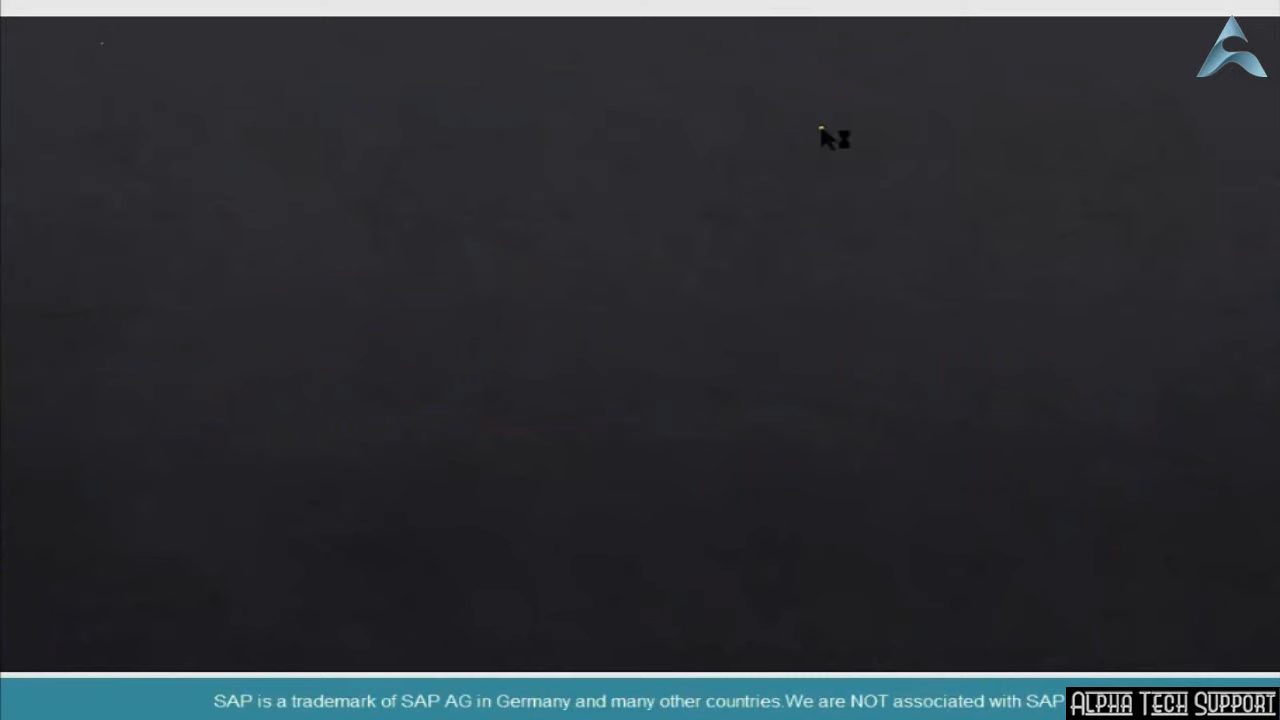 SAP is a trademark of SAP AG in Germany and many other countries.We are NOT associated with SAP
ALPHA TECH SUPPORT